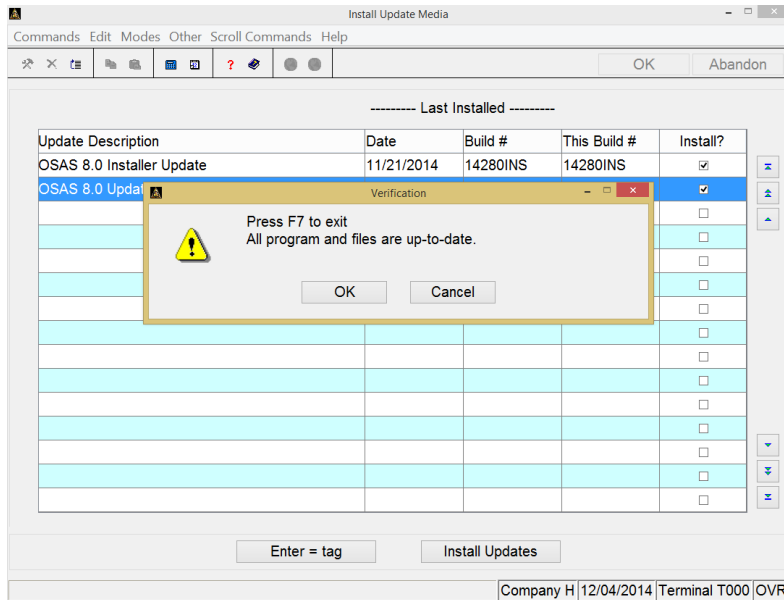 Install Update Media
Commands Edit Modes Other Scroll Commands Help
OK Abandon
--------- Last Installed ---------
Update Description Date Build # This Build # Install?
OSAS 8.0 Installer Update 11/21/2014 14280INS 14280INS
OSAS 8.0 Updat
Verification
Press F7 to exit
All program and files are up-to-date.
OK Cancel
Enter = tag Install Updates
Company H 12/04/2014 Terminal T000 OVR